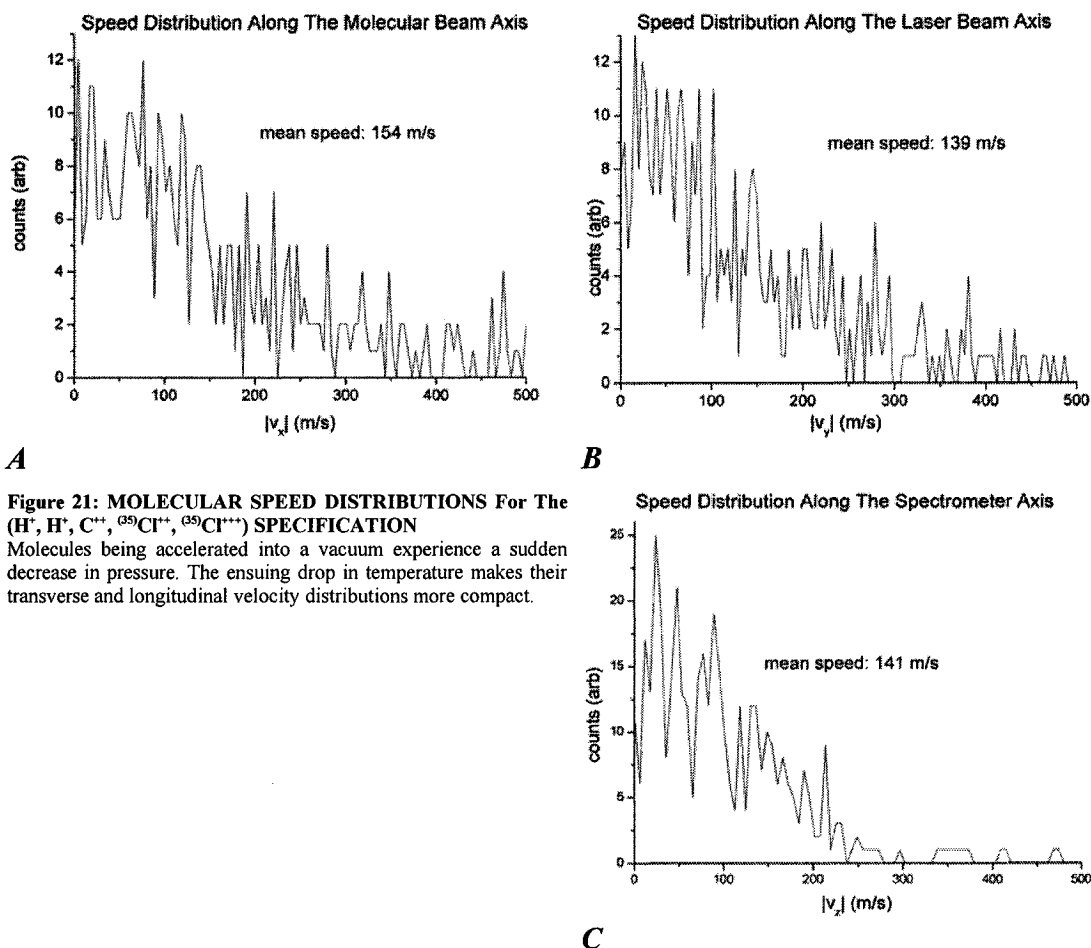 Speed Distribution Along The Molecular Beam Axis
12
10
8
6
4
2
0
counts (arb)
mean speed: 154 m/s
0 100 200 300 400 500
|vx| (m/s)
A
Speed Distribution Along The Laser Beam Axis
12
10
8
6
4
2
0
counts (arb)
mean speed: 139 m/s
0 100 200 300 400 500
|vy| (m/s)
B
Figure 21: MOLECULAR SPEED DISTRIBUTIONS For The
(H⁺, H⁺, C⁺⁺, ⁽³⁵⁾Cl⁺⁺, ⁽³⁵⁾Cl⁺⁺⁺) SPECIFICATION
Molecules being accelerated into a vacuum experience a sudden
decrease in pressure. The ensuing drop in temperature makes their
transverse and longitudinal velocity distributions more compact.
Speed Distribution Along The Spectrometer Axis
25
20
15
10
5
0
counts (arb)
mean speed: 141 m/s
0 100 200 300 400 500
|vz| (m/s)
C